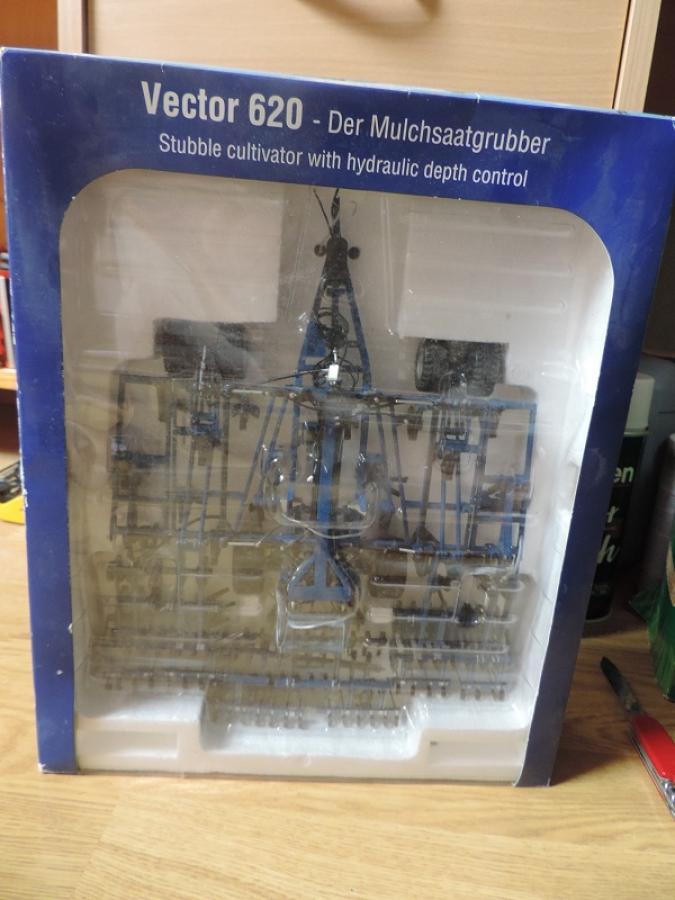 Vector 620 - Der Mulchsaatgrubber
Stubble cultivator with hydraulic depth control